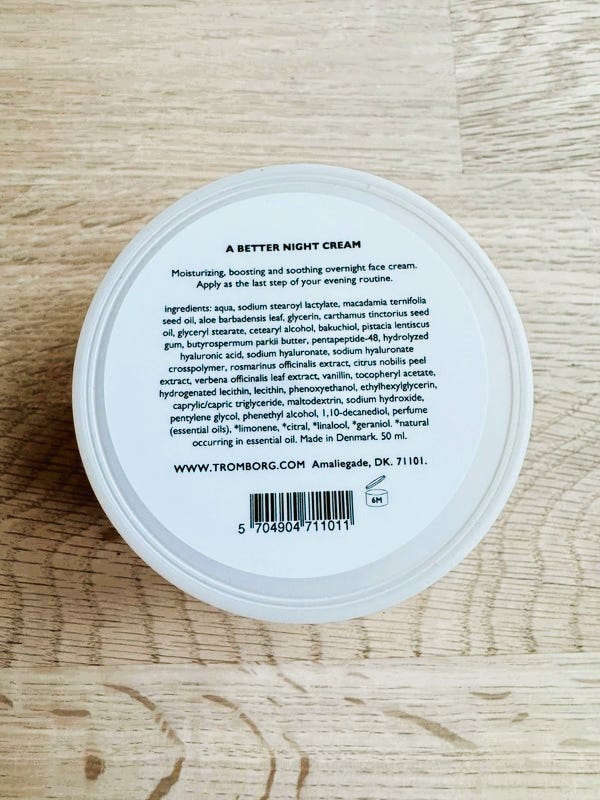 A BETTER NIGHT CREAM
Moisturizing, boosting and soothing overnight face cream.
Apply as the last step of your evening routine.
ingredients: aqua, sodium stearoyl lactylate, macadamia ternifolia
seed oil, aloe barbadensis leaf, glycerin, carthamus tinctorius seed
oil, glyceryl stearate, cetearyl alcohol, bakuchiol, pistacia lentiscus
gum, butyrospermum parkii butter, pentapeptide-48, hydrolyzed
hyaluronic acid, sodium hyaluronate, sodium hyaluronate
crosspolymer, rosmarinus officinalis extract, citrus nobilis peel
extract, verbena officinalis leaf extract, vanillin, tocopheryl acetate,
hydrogenated lecithin, lecithin, phenoxyethanol, ethylhexylglycerin,
caprylic/capric triglyceride, maltodextrin, sodium hydroxide,
pentylene glycol, phenethyl alcohol, 1,10-decanediol, perfume
(essential oils), *limonene, *citral, *linalool, *geraniol. *natural
occurring in essential oil. Made in Denmark. 50 ml.
WWW.TROMBORG.COM Amaliegade, DK. 71101.
6M
5 704904 711011